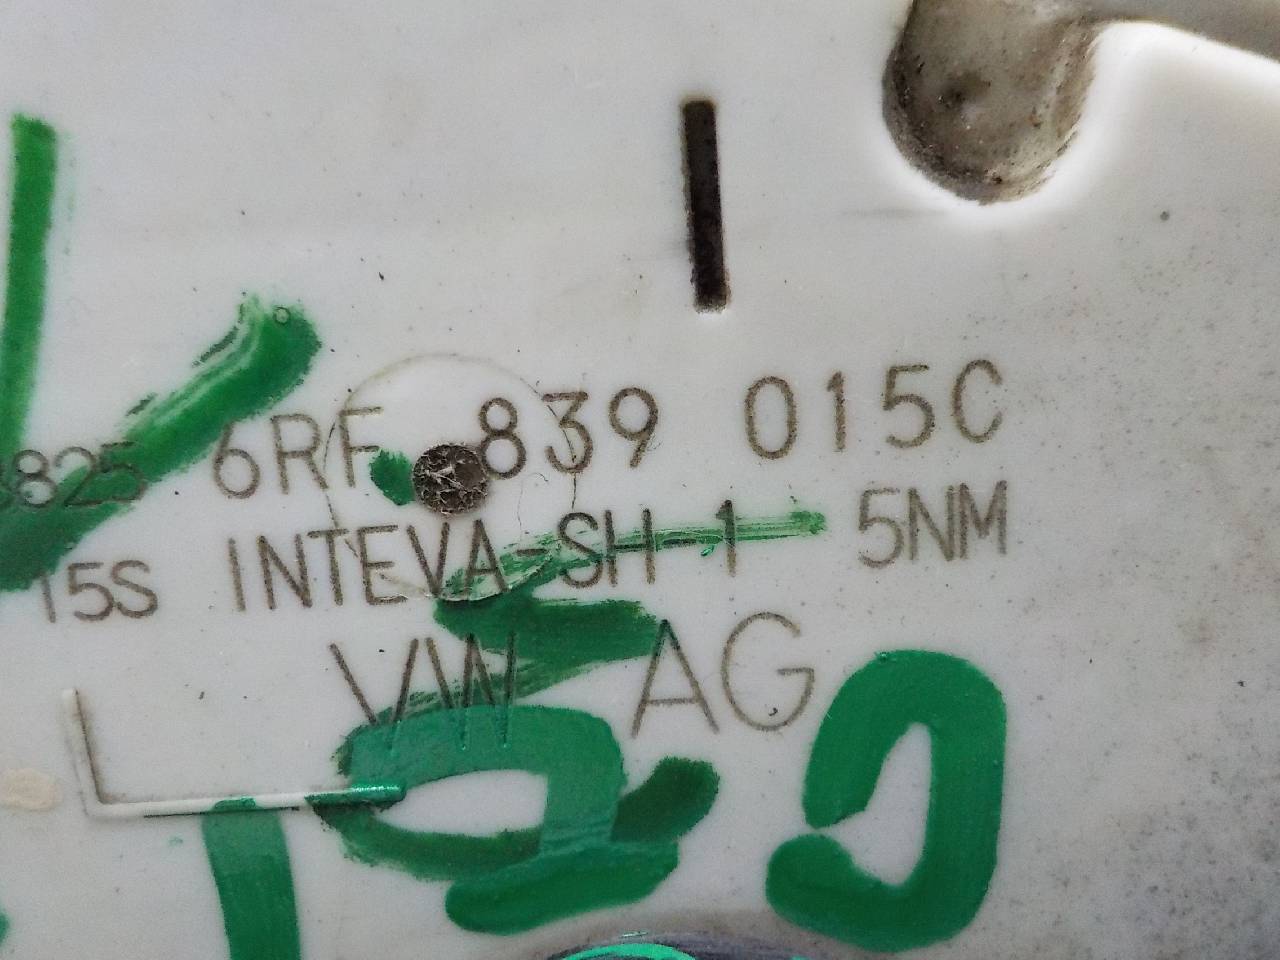 825 6RF 839 015C
15S INTEVA-SH-1 5NM
VW AG